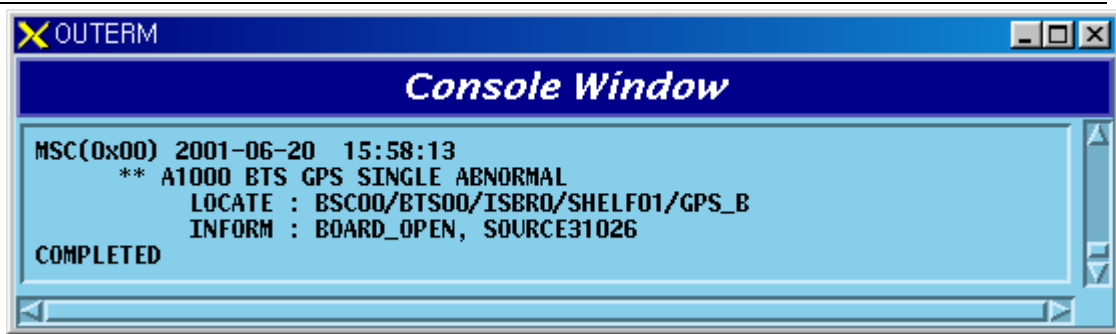 OUTERM
Console Window
MSC(0x00) 2001-06-20 15:58:13
** A1000 BTS GPS SINGLE ABNORMAL
LOCATE : BSC00/BTS00/ISBR0/SHELF01/GPS_B
INFORM : BOARD_OPEN, SOURCE31026
COMPLETED